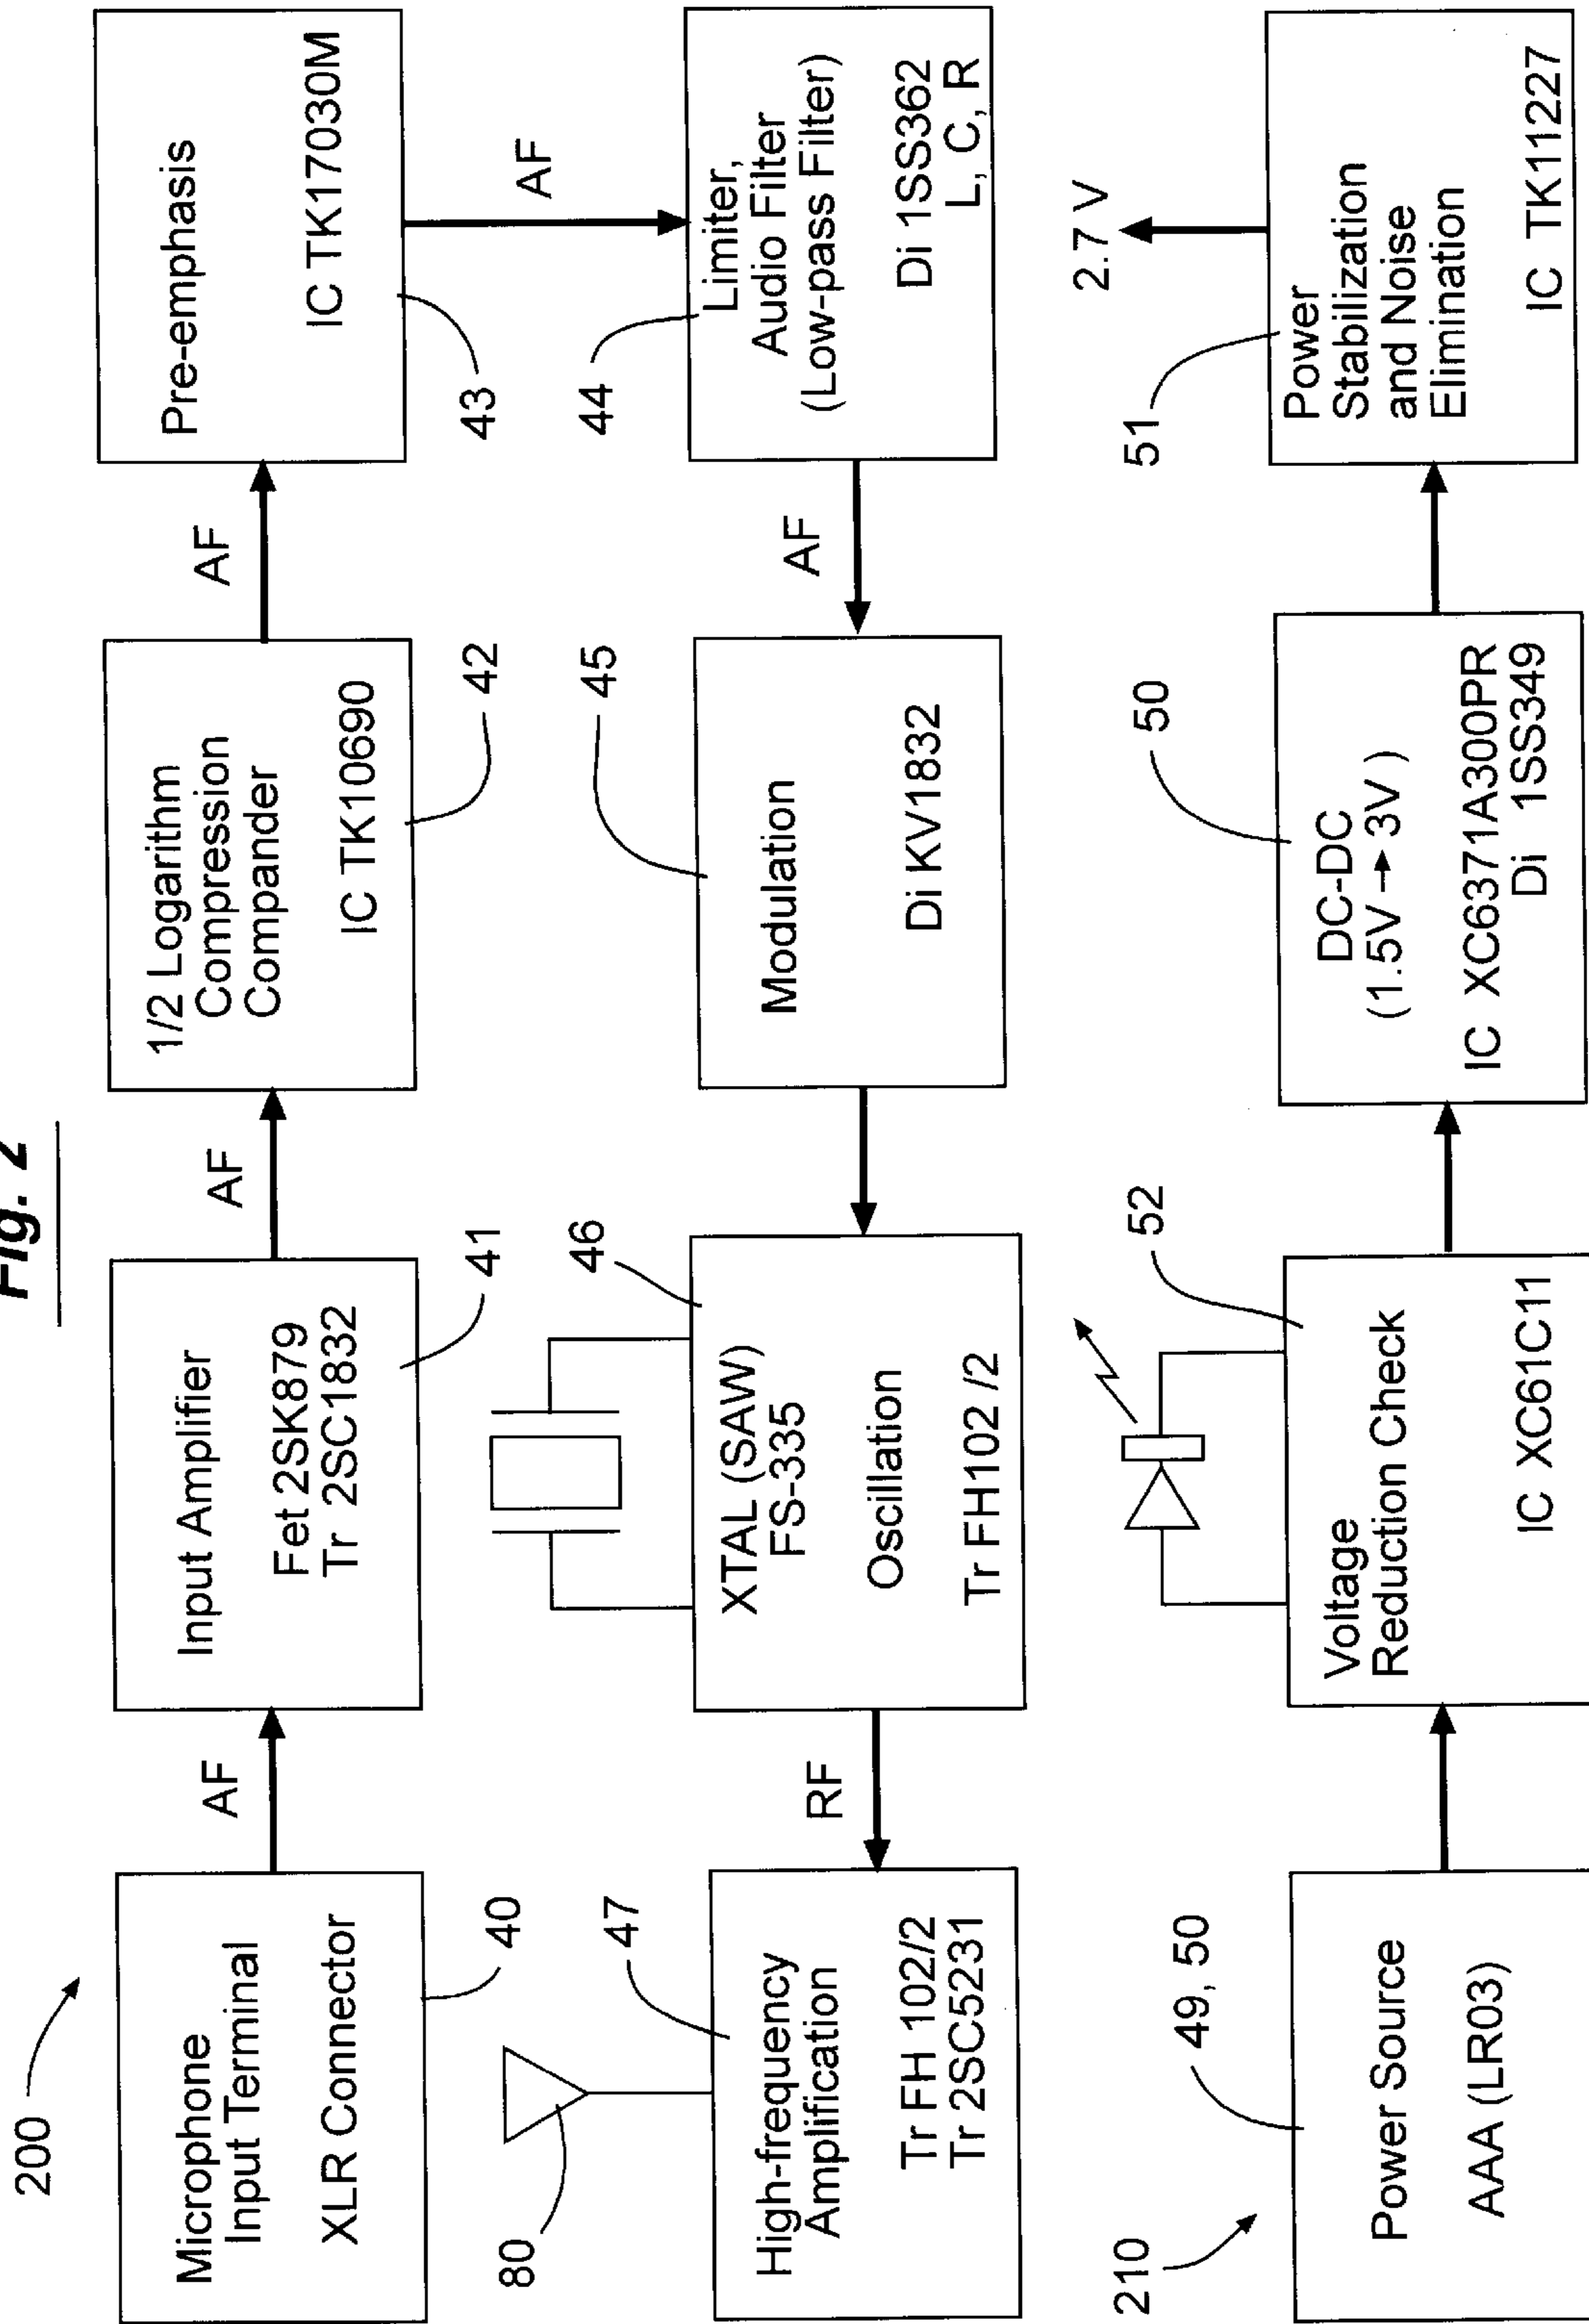 Fig. 2
200
Microphone
Input Terminal
XLR Connector
40
AF
Input Amplifier
Fet 2SK879
Tr 2SC1832
41
AF
1/2 Logarithm
Compression
Compander
IC TK10690
42
AF
Pre-emphasis
IC TK17030M
43
AF
80
High-frequency
Amplification
Tr FH 102/2
Tr 2SC5231
47
RF
XTAL (SAW)
FS-335
Oscillation
Tr FH102 /2
46
Modulation
Di KV1832
45
AF
Limiter,
Audio Filter
(Low-pass Filter)
Di 1SS362
L, C, R
44
210
Power Source
AAA (LR03)
49, 50
Voltage
Reduction Check
IC XC61C11
52
DC-DC
(1.5V → 3V )
IC XC6371A300PR
Di 1SS349
50
Power
Stabilization
and Noise
Elimination
IC TK11227
51
2.7 V